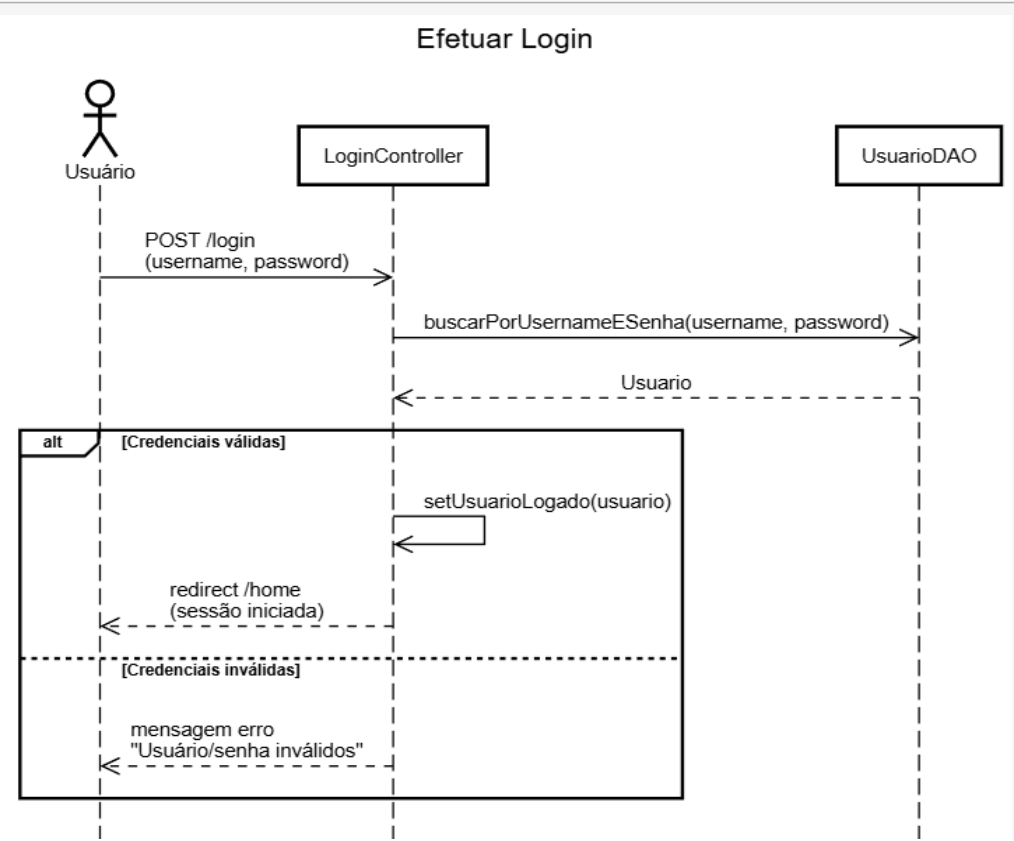 Efetuar Login
Usuário
LoginController
UsuarioDAO
POST /login
(username, password)
buscarPorUsernameESenha(username, password)
Usuario
alt
[Credenciais válidas]
setUsuarioLogado(usuario)
redirect /home
(sessão iniciada)
[Credenciais inválidas]
mensagem erro
"Usuário/senha inválidos"